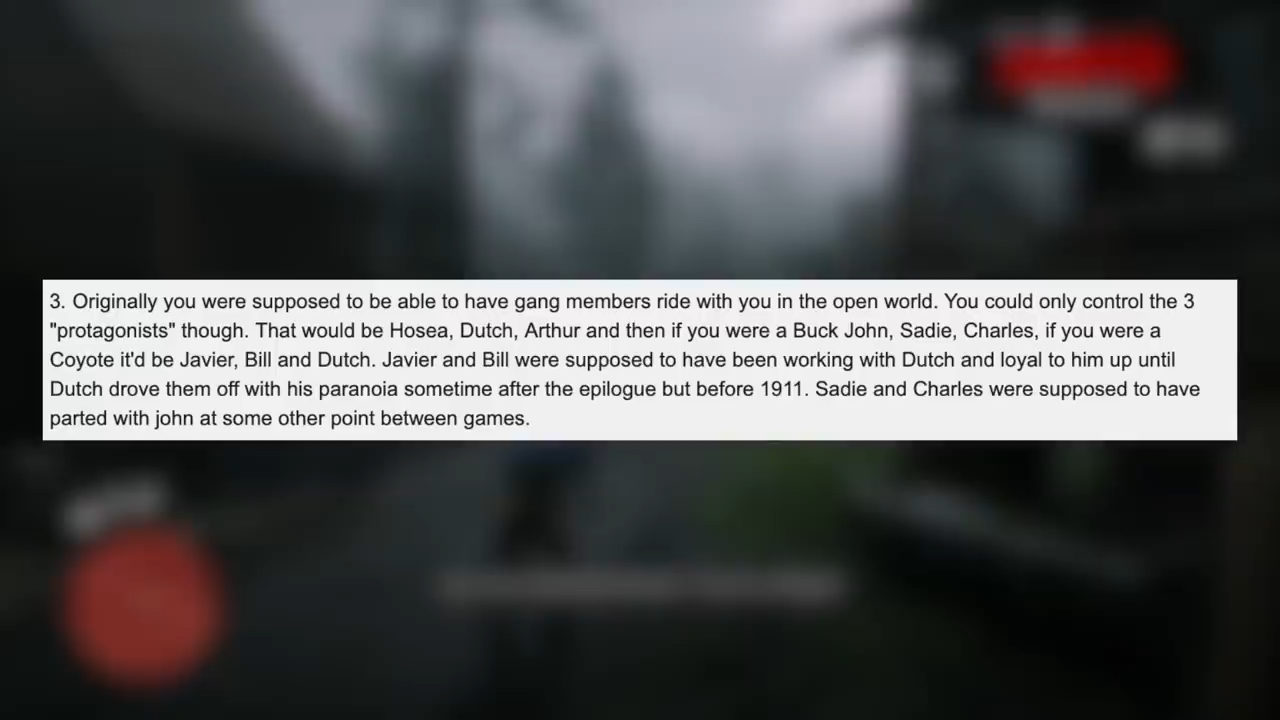 3. Originally you were supposed to be able to have gang members ride with you in the open world. You could only control the 3
"protagonists" though. That would be Hosea, Dutch, Arthur and then if you were a Buck John, Sadie, Charles, if you were a
Coyote it'd be Javier, Bill and Dutch. Javier and Bill were supposed to have been working with Dutch and loyal to him up until
Dutch drove them off with his paranoia sometime after the epilogue but before 1911. Sadie and Charles were supposed to have
parted with john at some other point between games.